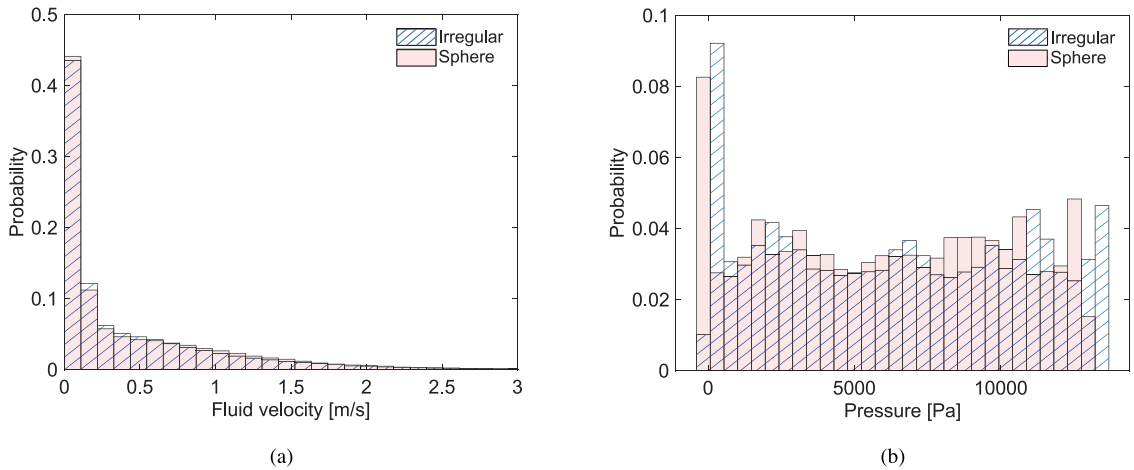 0.5
0.4
0.3
0.2
0.1
0
Probability
Irregular
Sphere
0 0.5 1 1.5 2 2.5 3
Fluid velocity [m/s]
(a)
0.1
0.08
0.06
0.04
0.02
0
Probability
Irregular
Sphere
0 5000 10000
Pressure [Pa]
(b)